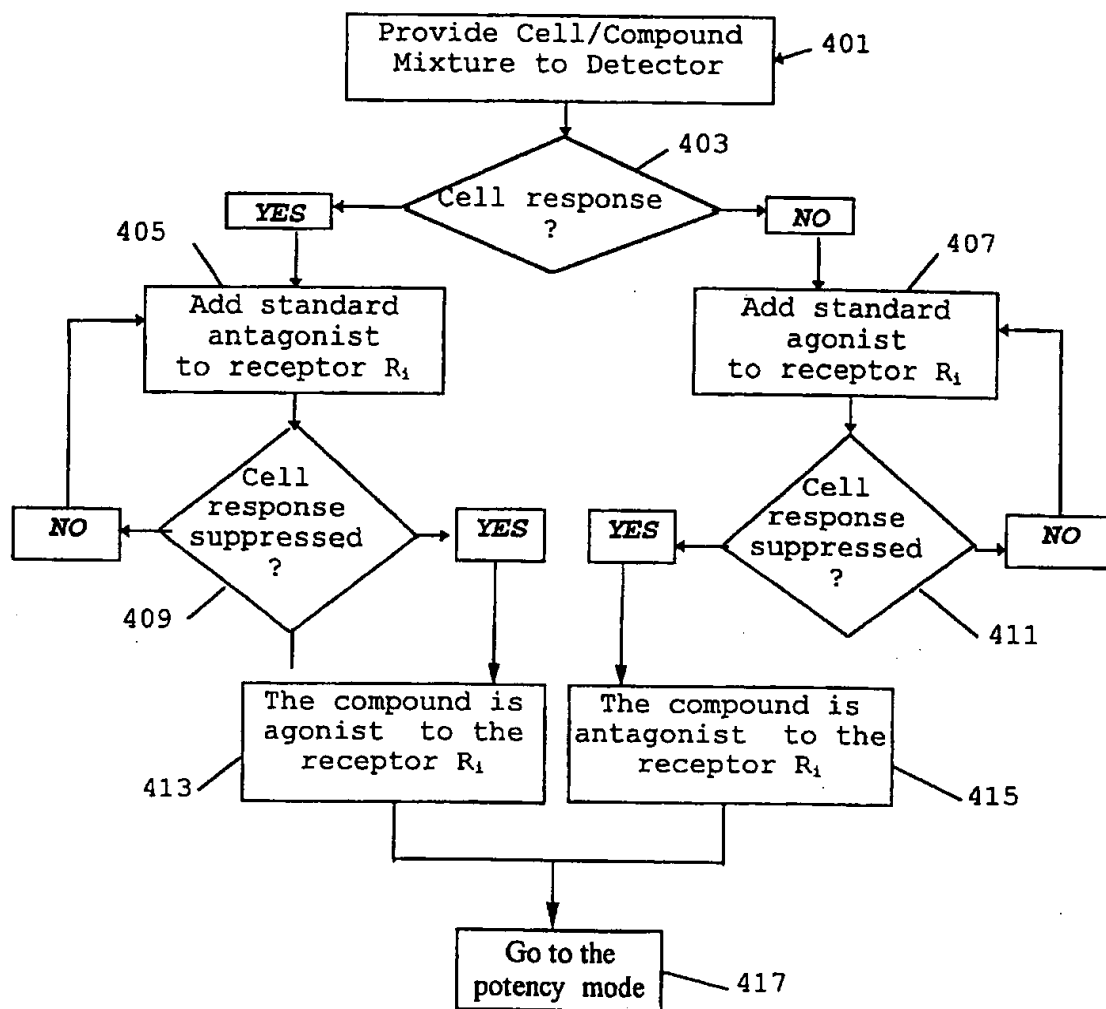 Provide Cell/Compound
Mixture to Detector
401
403
Cell response
?
YES
NO
405
407
Add standard
antagonist
to receptor Ri
Add standard
agonist
to receptor Ri
Cell
response
suppressed
?
NO
YES
409
Cell
response
suppressed
?
YES
NO
411
The compound is
agonist to the
receptor Ri
413
The compound is
antagonist to the
receptor Ri
415
Go to the
potency mode
417